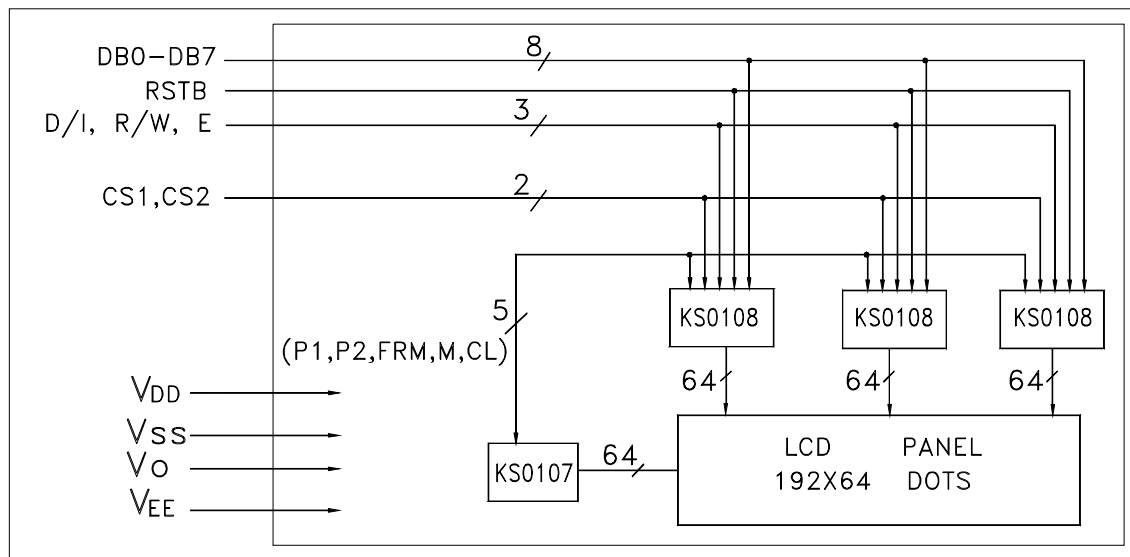 DB0-DB7
8
RSTB
D/I, R/W, E
3
CS1,CS2
2
5
KS0108
KS0108
KS0108
(P1,P2,FRM,M,CL)
64
64
64
VDD
VSS
VO
VEE
KS0107
64
LCD PANEL
192X64 DOTS